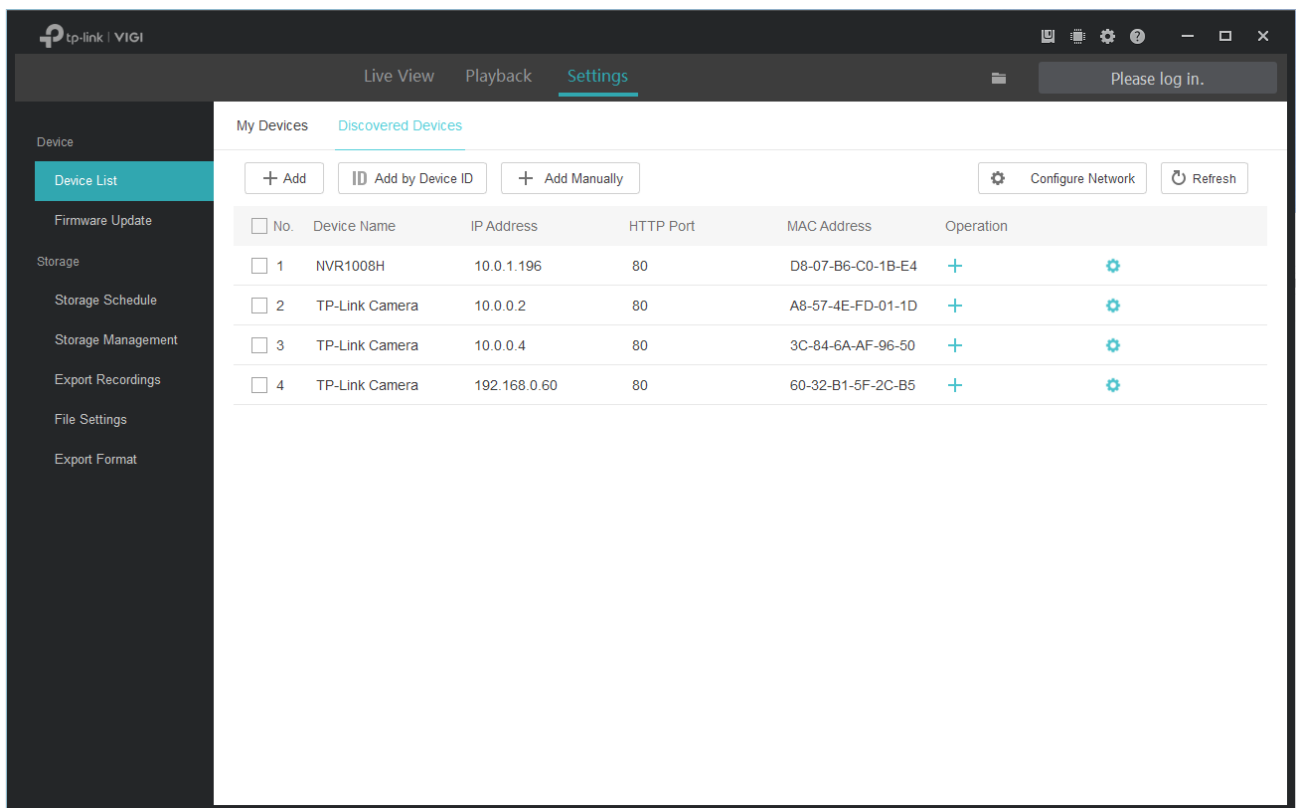 tp-link | VIGI
Live View Playback Settings Please log in.
Device
Device List
Firmware Update
Storage
Storage Schedule
Storage Management
Export Recordings
File Settings
Export Format
My Devices Discovered Devices
+ Add ID Add by Device ID + Add Manually Configure Network Refresh
No. Device Name IP Address HTTP Port MAC Address Operation
1 NVR1008H 10.0.1.196 80 D8-07-B6-C0-1B-E4 +
2 TP-Link Camera 10.0.0.2 80 A8-57-4E-FD-01-1D +
3 TP-Link Camera 10.0.0.4 80 3C-84-6A-AF-96-50 +
4 TP-Link Camera 192.168.0.60 80 60-32-B1-5F-2C-B5 +